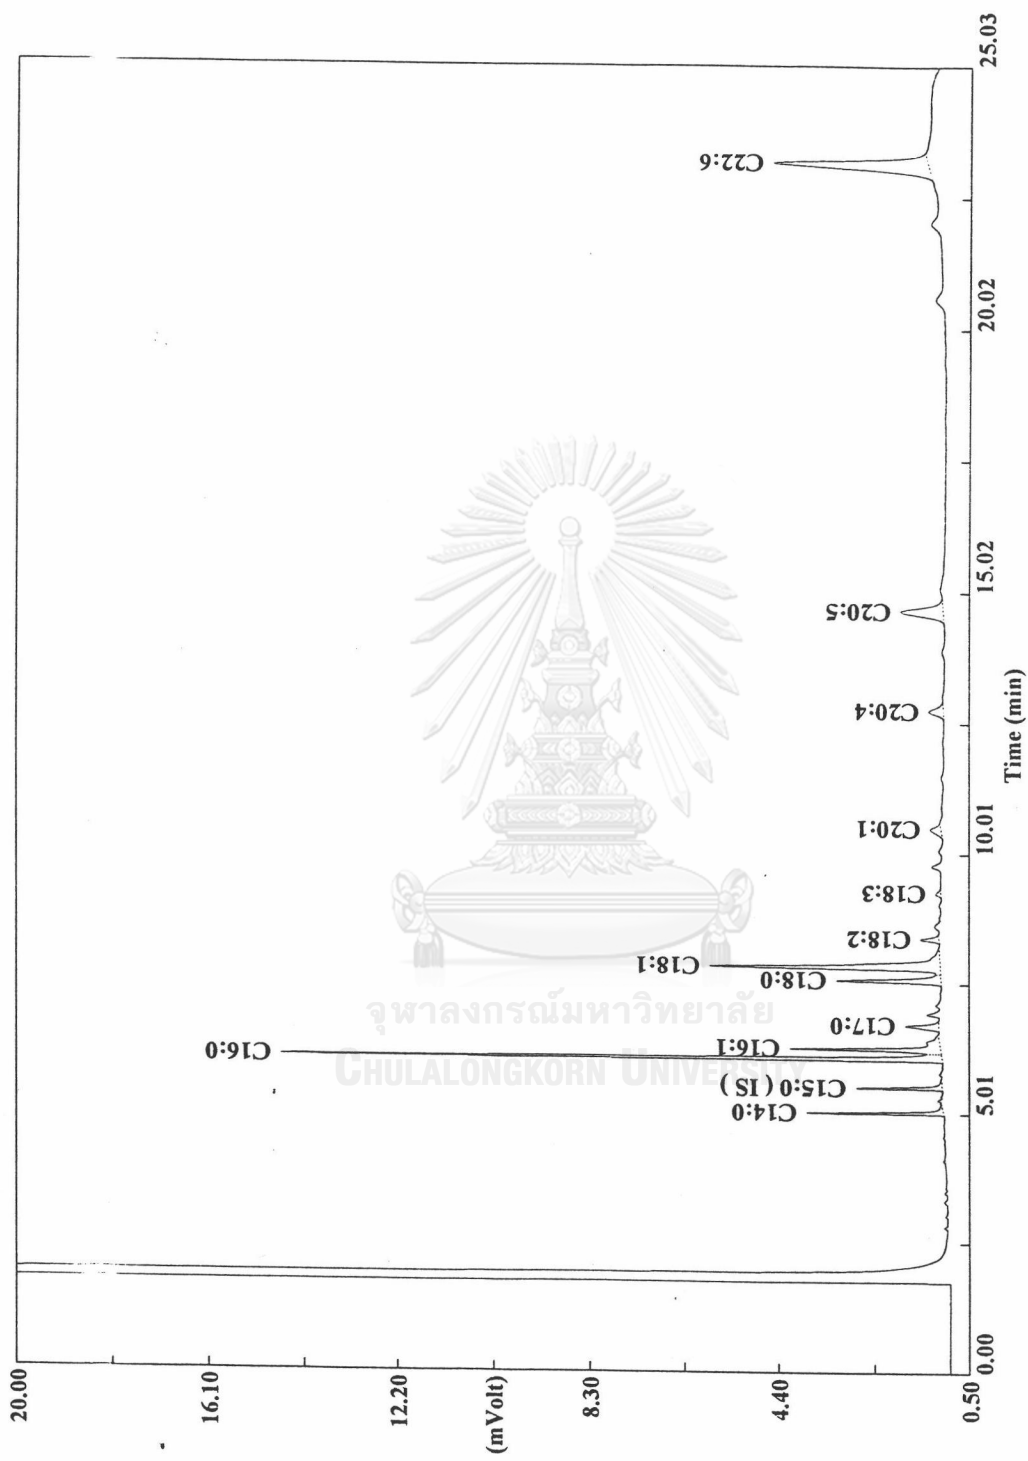 20.00
16.10
12.20
(mVolt)
8.30
4.40
0.50
0.00
5.01
10.01
15.02
20.02
25.03
Time (min)
C14:0
C15:0 ( IS )
C16:0
C16:1
C17:0
C18:0
C18:1
C18:2
C18:3
C20:1
C20:4
C20:5
C22:6
จุฬาลงกรณ์มหาวิทยาลัย
CHULALONGKORN UNIVERSITY